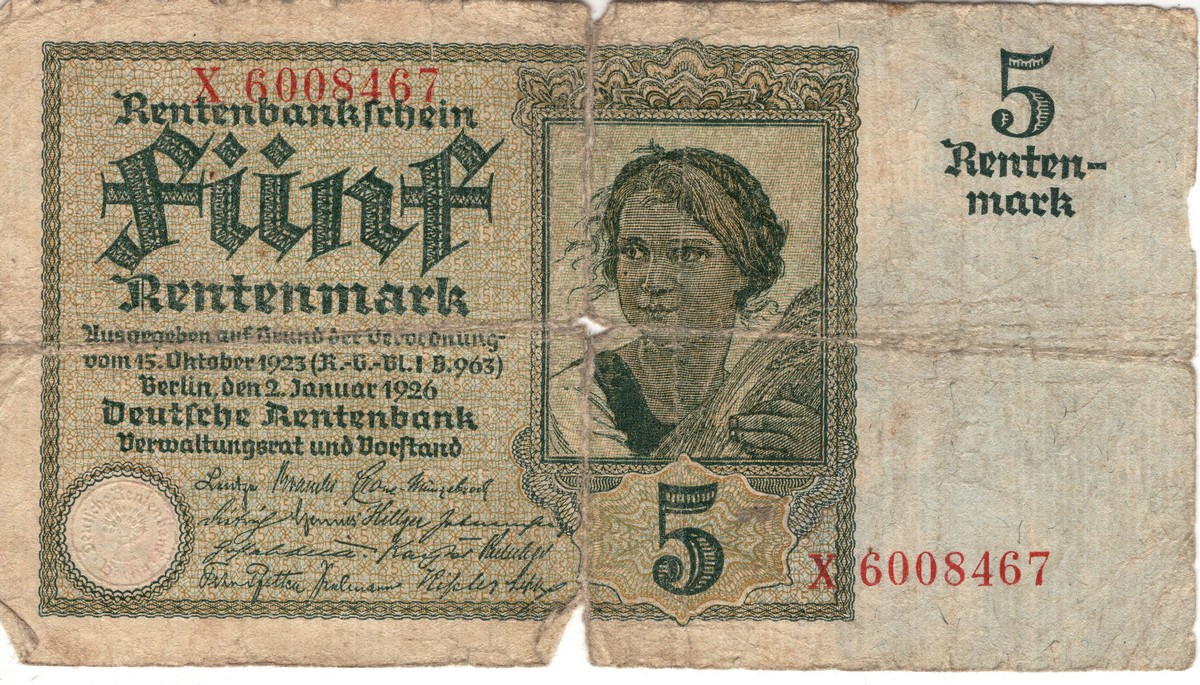 X 6008467
Rentenbankschein
Fünf
Rentenmark
Ausgegeben auf Grund der Verordnung
vom 15. Oktober 1923 (R.-G.-Bl. I S. 963)
Berlin, den 2. Januar 1926
Deutsche Rentenbank
Verwaltungsrat und Vorstand
5
Renten-
mark
5
X 6008467